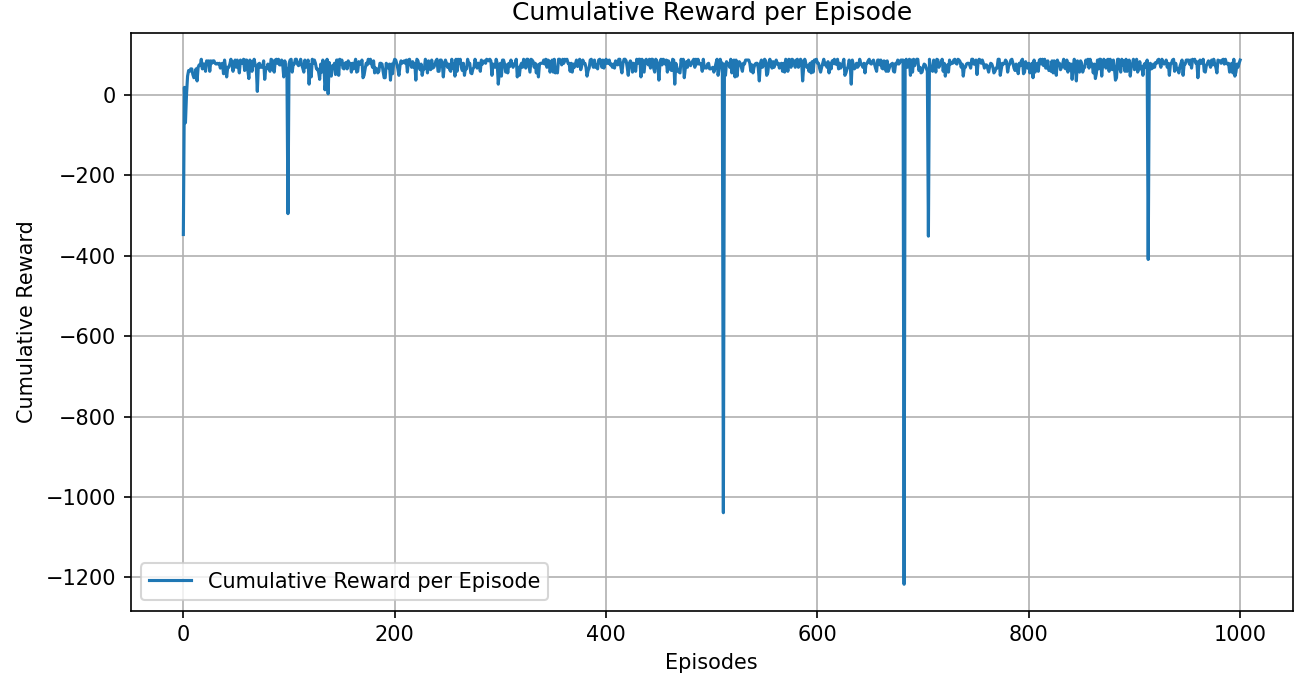 Cumulative Reward per Episode
Cumulative Reward
0
−200
−400
−600
−800
−1000
−1200
Cumulative Reward per Episode
0 200 400 600 800 1000
Episodes